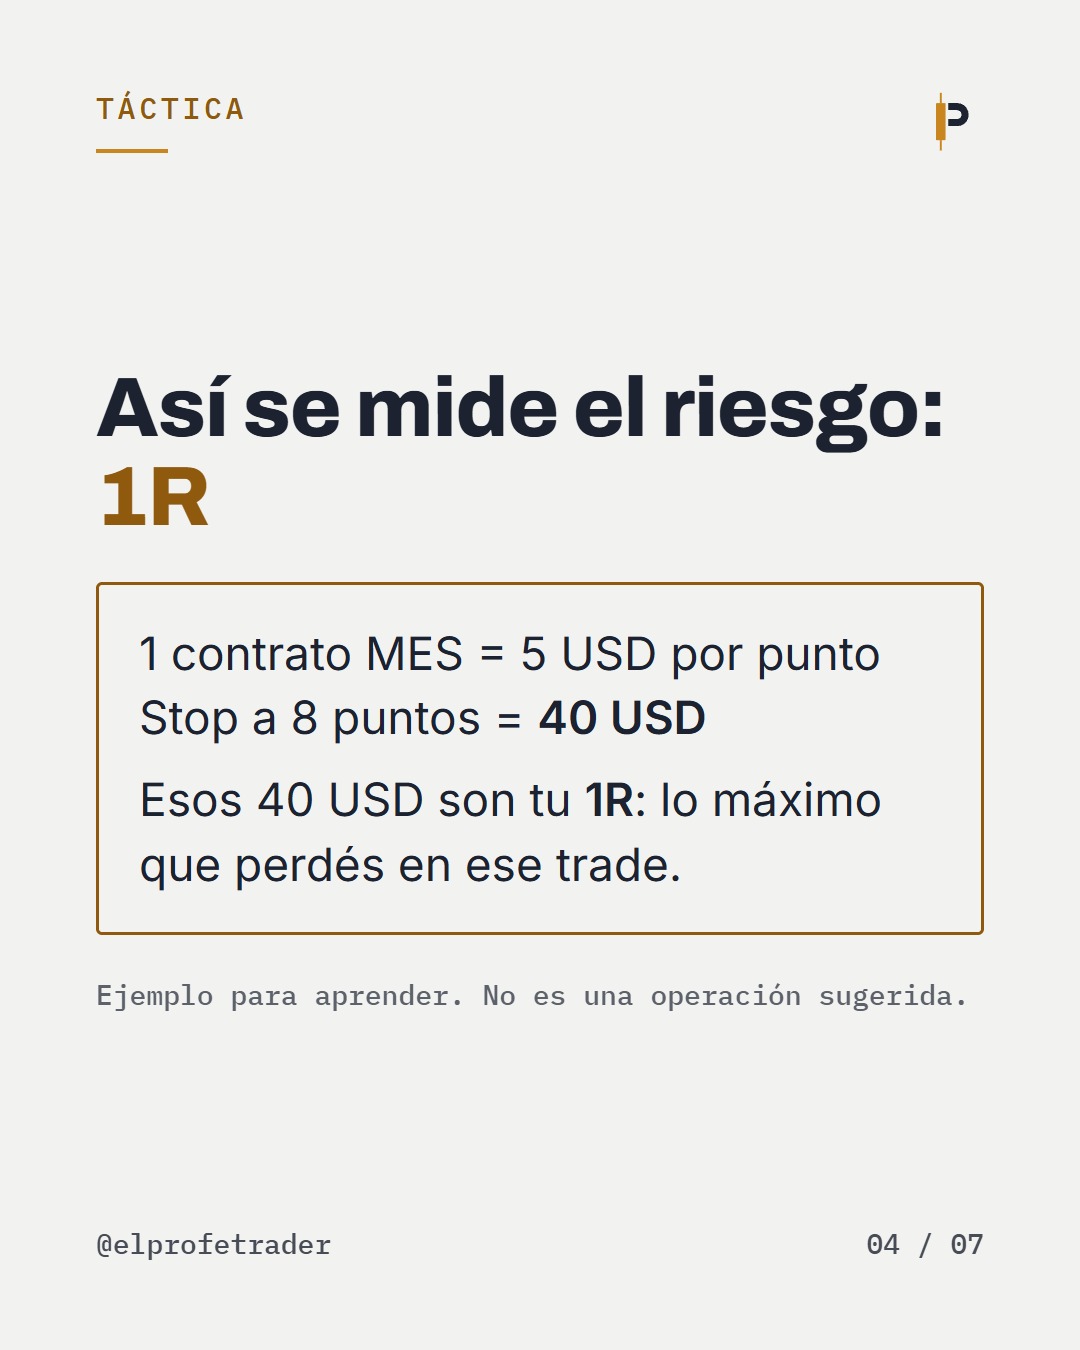 TÁCTICA
Así se mide el riesgo:
1R
1 contrato MES = 5 USD por punto
Stop a 8 puntos = 40 USD
Esos 40 USD son tu 1R: lo máximo
que perdés en ese trade.
Ejemplo para aprender. No es una operación sugerida.
@elprofetrader
04 / 07